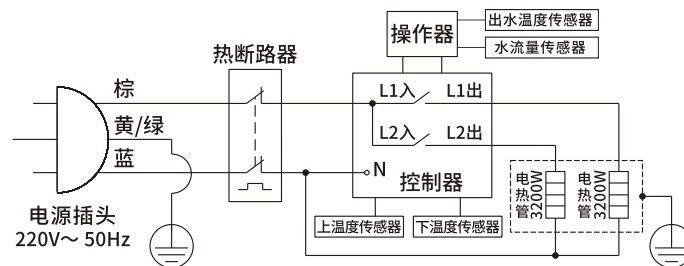 操作器
出水温度传感器
水流量传感器
热断路器
棕
黄/绿
蓝
电源插头
220V～ 50Hz
L1入 L1出
L2入 L2出
N
控制器
上温度传感器
下温度传感器
电热管
3200W
电热管
3200W